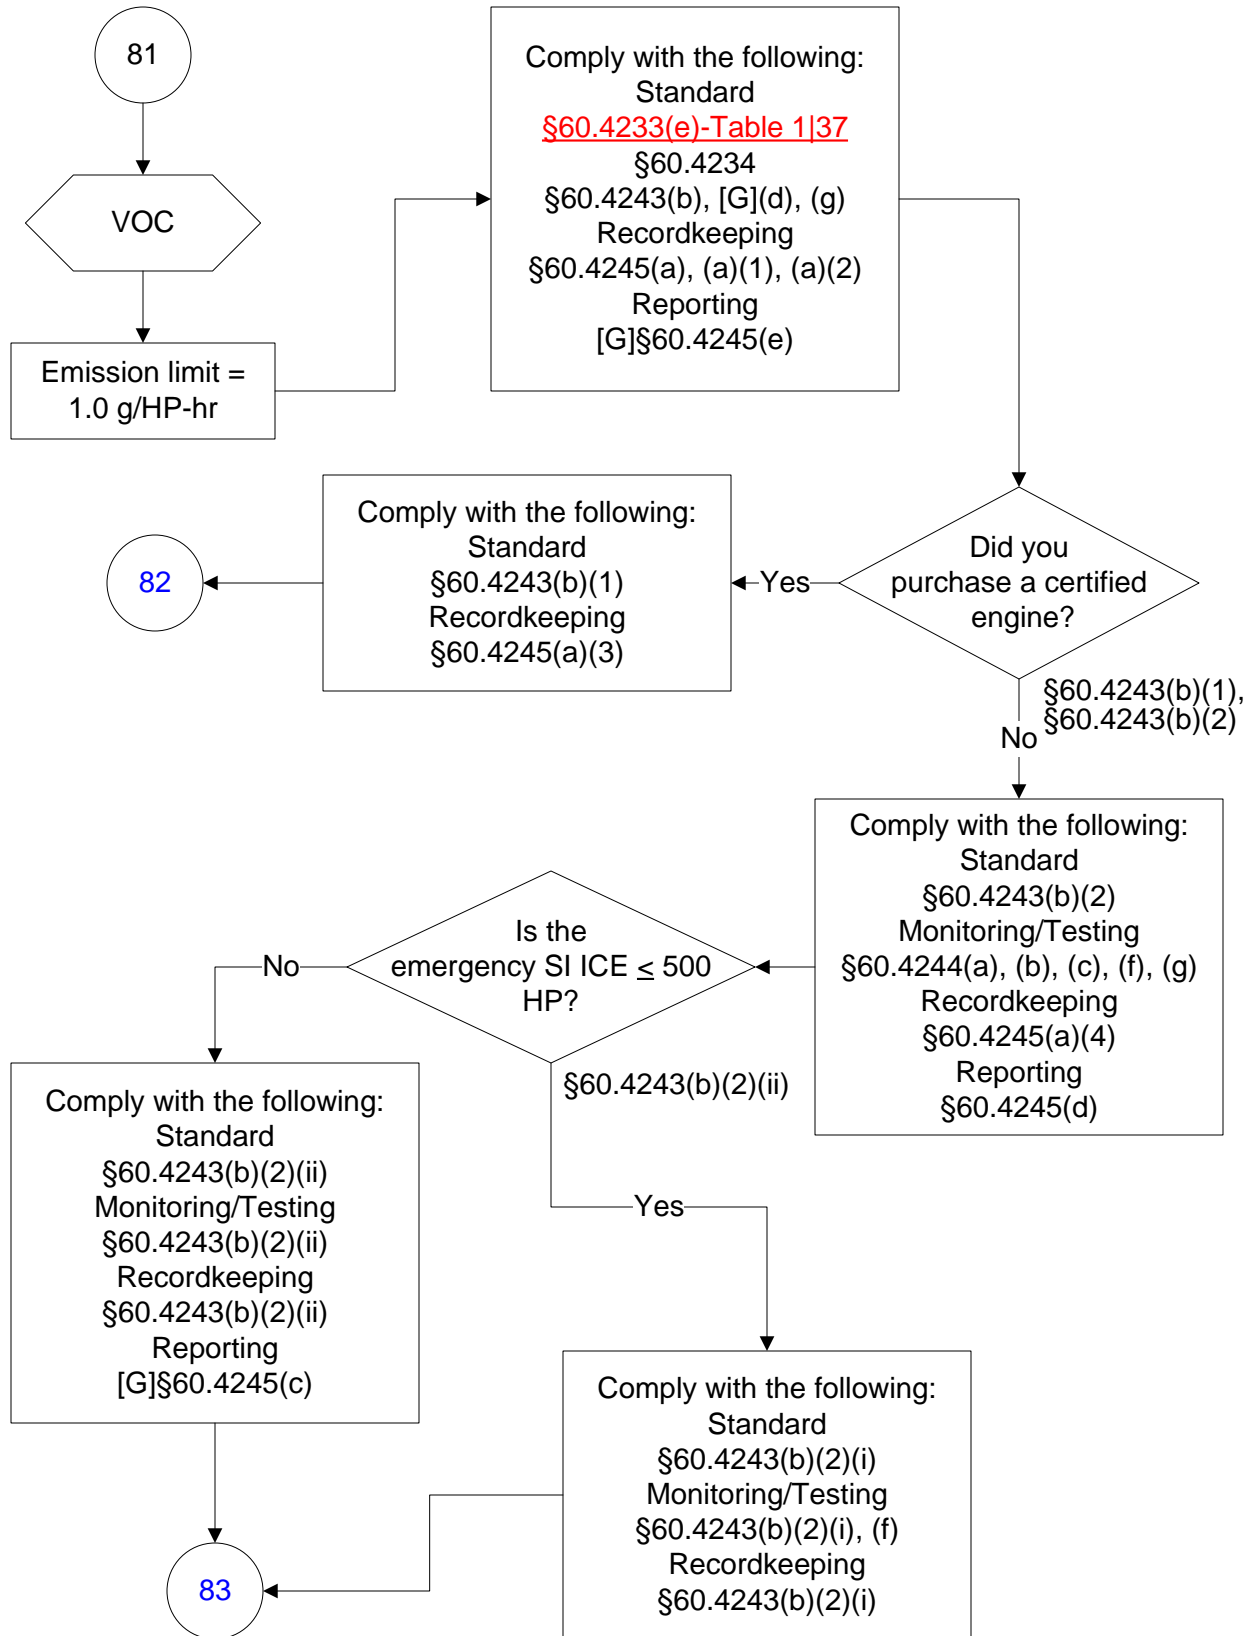 81
VOC
Emission limit =
1.0 g/HP-hr
Comply with the following:
Standard
§60.4233(e)-Table 1|37
§60.4234
§60.4243(b), [G](d), (g)
Recordkeeping
§60.4245(a), (a)(1), (a)(2)
Reporting
[G]§60.4245(e)
Did you
purchase a certified
engine?
Yes
Comply with the following:
Standard
§60.4243(b)(1)
Recordkeeping
§60.4245(a)(3)
82
§60.4243(b)(1),
§60.4243(b)(2)
No
Comply with the following:
Standard
§60.4243(b)(2)
Monitoring/Testing
§60.4244(a), (b), (c), (f), (g)
Recordkeeping
§60.4245(a)(4)
Reporting
§60.4245(d)
Is the
emergency SI ICE ≤ 500
HP?
No
§60.4243(b)(2)(ii)
Yes
Comply with the following:
Standard
§60.4243(b)(2)(ii)
Monitoring/Testing
§60.4243(b)(2)(ii)
Recordkeeping
§60.4243(b)(2)(ii)
Reporting
[G]§60.4245(c)
Comply with the following:
Standard
§60.4243(b)(2)(i)
Monitoring/Testing
§60.4243(b)(2)(i), (f)
Recordkeeping
§60.4243(b)(2)(i)
83